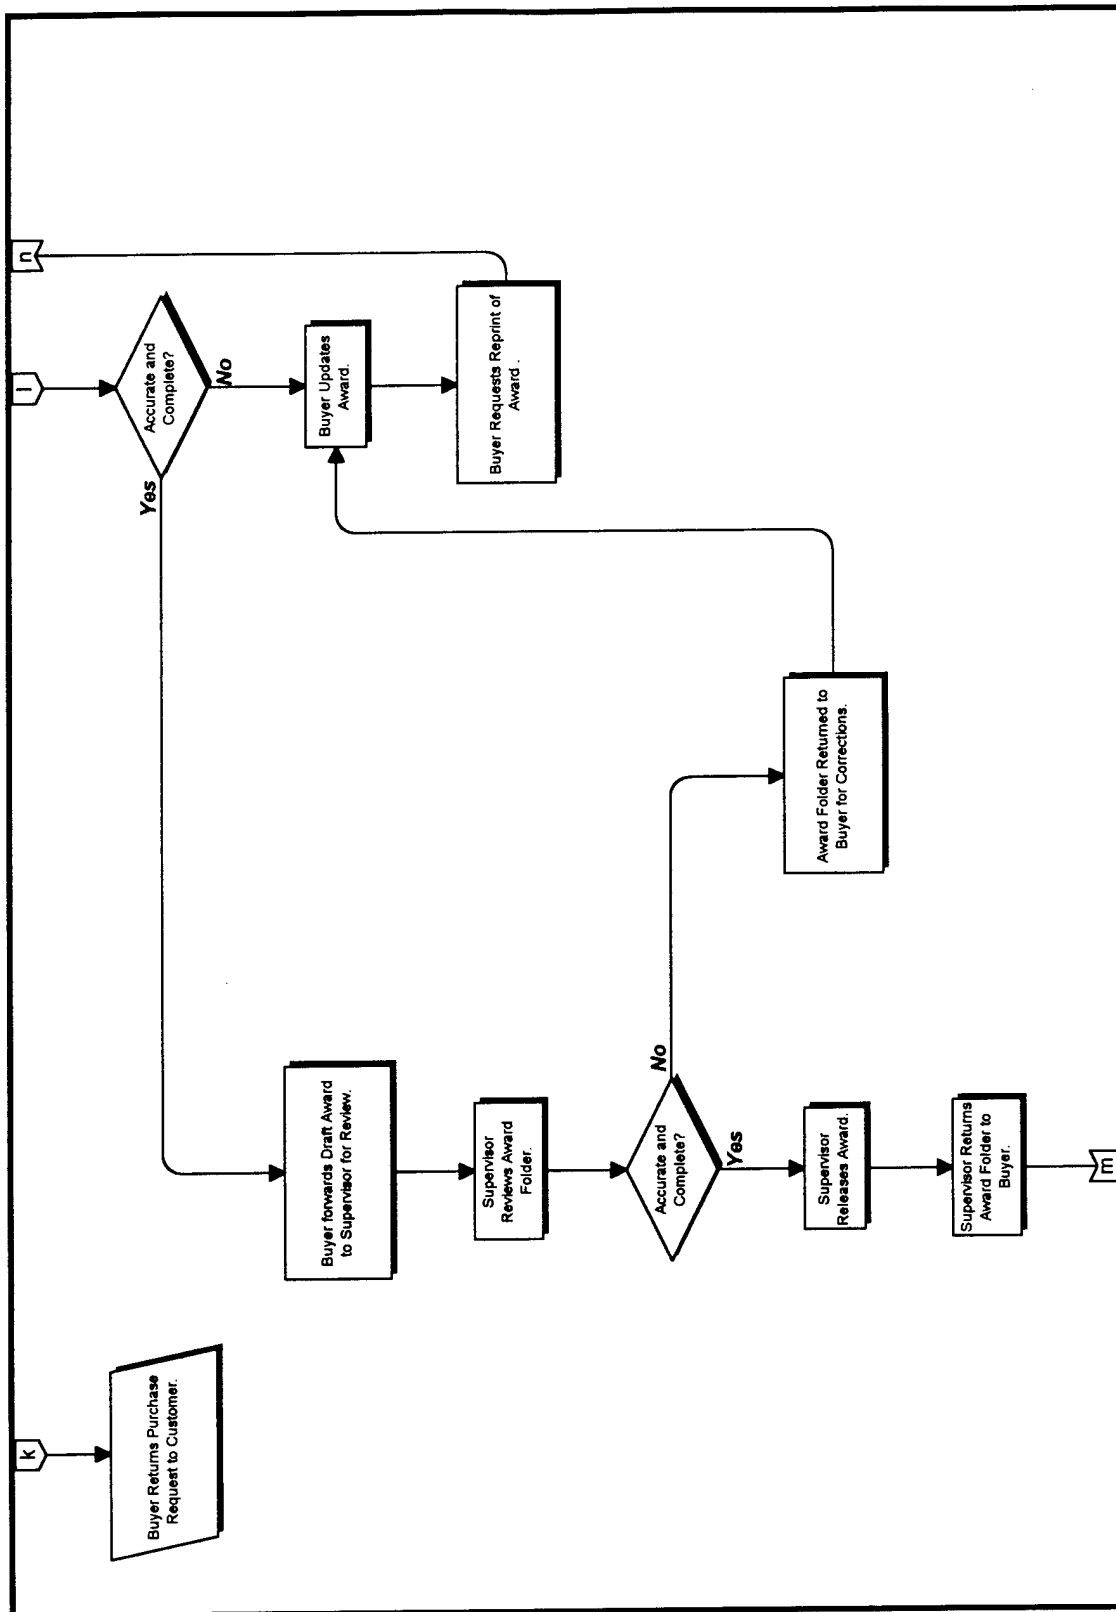 k
Buyer Returns Purchase
Request to Customer.
l
Accurate and
Complete?
Yes
No
n
Buyer Updates
Award.
Buyer Requests Reprint of
Award .
Buyer forwards Draft Award
to Supervisor for Review.
Supervisor
Reviews Award
Folder.
Accurate and
Complete?
No
Yes
Award Folder Returned to
Buyer for Corrections.
Supervisor
Releases Award.
Supervisor Returns
Award Folder to
Buyer.
m